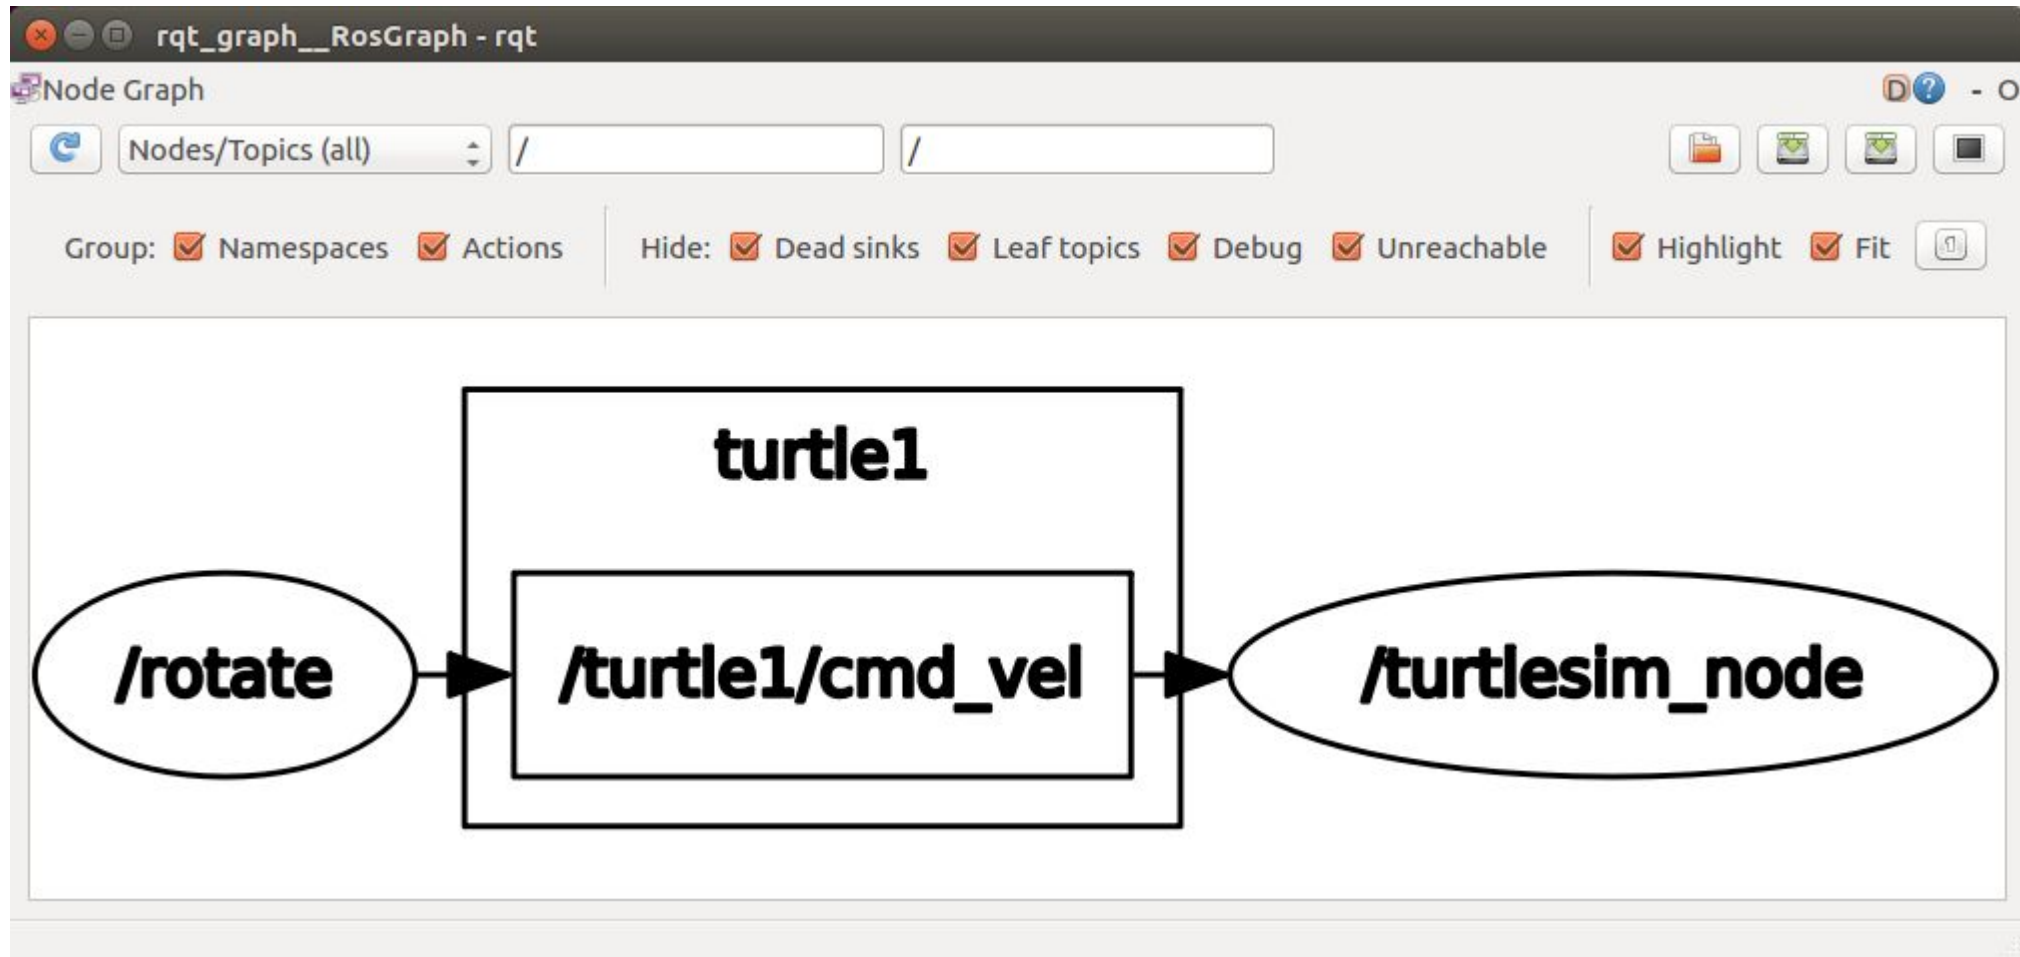 rqt_graph__RosGraph - rqt
Node Graph D ? - O
Nodes/Topics (all) / /
Group: Namespaces Actions Hide: Dead sinks Leaf topics Debug Unreachable Highlight Fit
turtle1
/rotate /turtle1/cmd_vel /turtlesim_node